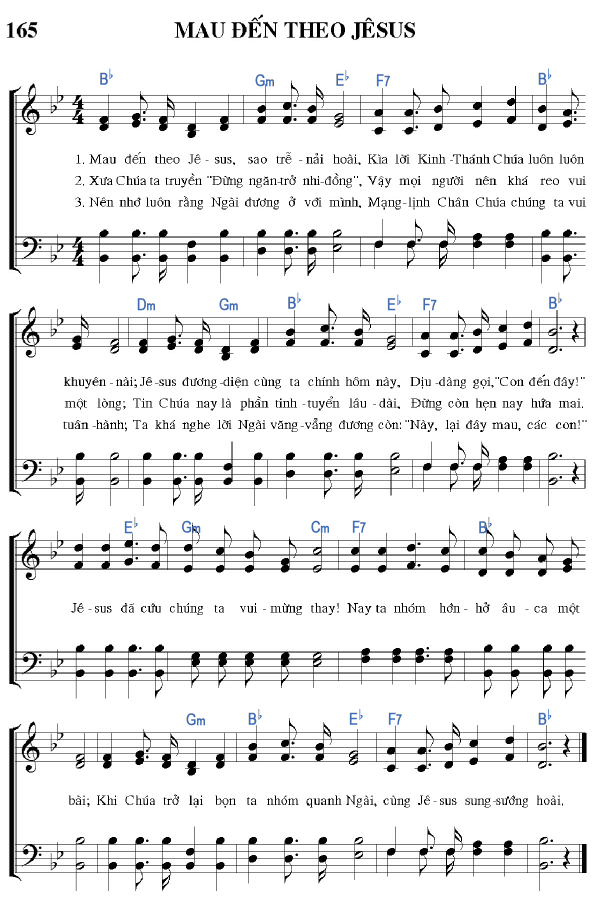 165 MAU ĐẾN THEO JÊSUS
B♭ Gm E♭ F7 B♭
1. Mau đến theo Jê - sus, sao trễ - nải hoài, Kìa lời Kinh - Thánh Chúa luôn luôn
2. Xưa Chúa ta truyền "Đừng ngăn-trở nhi-đồng", Vậy mọi người nên khá reo vui
3. Nên nhớ luôn rằng Ngài đương ở với mình, Mạng-lịnh Chân Chúa chúng ta vui
Dm Gm B♭ E♭ F7 B♭
khuyên - nài; Jê-sus đương-diện cùng ta chính hôm này, Dịu-dàng gọi,"Con đến đây!"
một lòng; Tin Chúa nay là phần tinh-tuyển lâu-dài, Đừng còn hẹn nay hứa mai.
tuân-hành; Ta khá nghe lời Ngài văng-vẳng đương còn: "Này, lại đây mau, các con!"
E♭ Gm Cm F7 B♭
Jê-sus đã cứu chúng ta vui-mừng thay! Nay ta nhóm hớn-hở âu-ca một
Gm B♭ E♭ F7 B♭
bài; Khi Chúa trở lại bọn ta nhóm quanh Ngài, cùng Jê-sus sung-sướng hoài.